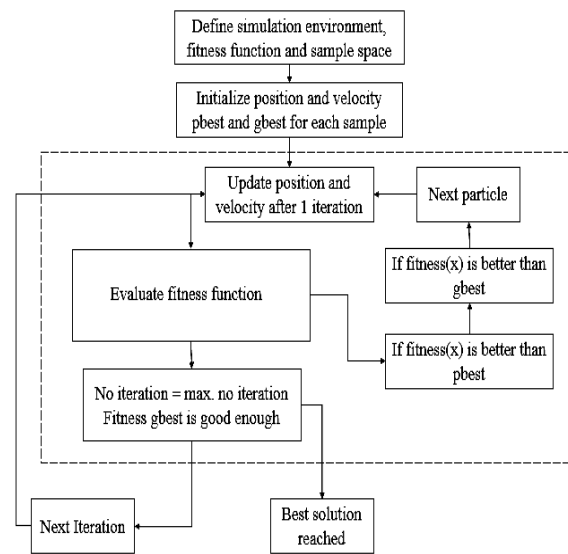 Define simulation environment,
fitness function and sample space
Initialize position and velocity
pbest and gbest for each sample
Update position and
velocity after 1 iteration
Next particle
If fitness(x) is better than
gbest
Evaluate fitness function
If fitness(x) is better than
pbest
No iteration = max. no iteration
Fitness gbest is good enough
Next Iteration
Best solution
reached